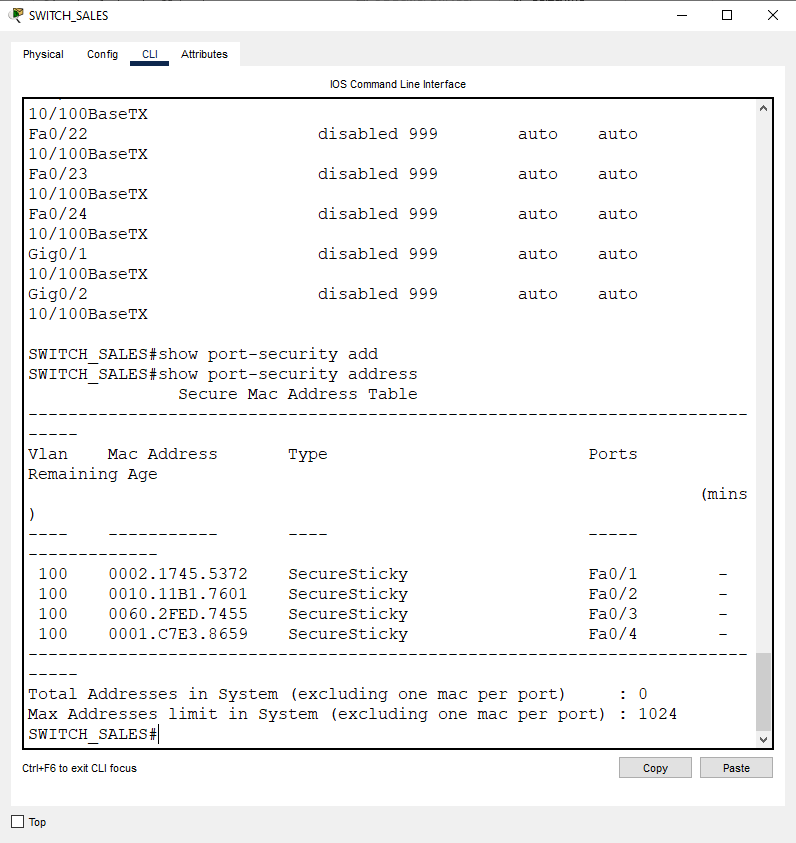 SWITCH_SALES
Physical Config CLI Attributes
IOS Command Line Interface
10/100BaseTX
Fa0/22 disabled 999 auto auto
10/100BaseTX
Fa0/23 disabled 999 auto auto
10/100BaseTX
Fa0/24 disabled 999 auto auto
10/100BaseTX
Gig0/1 disabled 999 auto auto
10/100BaseTX
Gig0/2 disabled 999 auto auto
10/100BaseTX
SWITCH_SALES#show port-security add
SWITCH_SALES#show port-security address
Secure Mac Address Table
------------------------------------------------------------------------
-----
Vlan Mac Address Type Ports
Remaining Age
(mins
)
---- ----------- ---- -----
-------------
100 0002.1745.5372 SecureSticky Fa0/1 -
100 0010.11B1.7601 SecureSticky Fa0/2 -
100 0060.2FED.7455 SecureSticky Fa0/3 -
100 0001.C7E3.8659 SecureSticky Fa0/4 -
------------------------------------------------------------------------
-----
Total Addresses in System (excluding one mac per port) : 0
Max Addresses limit in System (excluding one mac per port) : 1024
SWITCH_SALES#
Ctrl+F6 to exit CLI focus
Copy Paste
Top